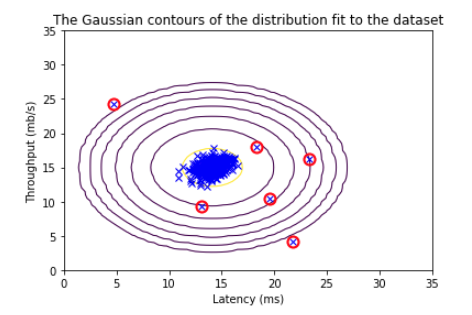 The Gaussian contours of the distribution fit to the dataset
35
30
25
20
15
10
5
0
Throughput (mb/s)
0 5 10 15 20 25 30 35
Latency (ms)